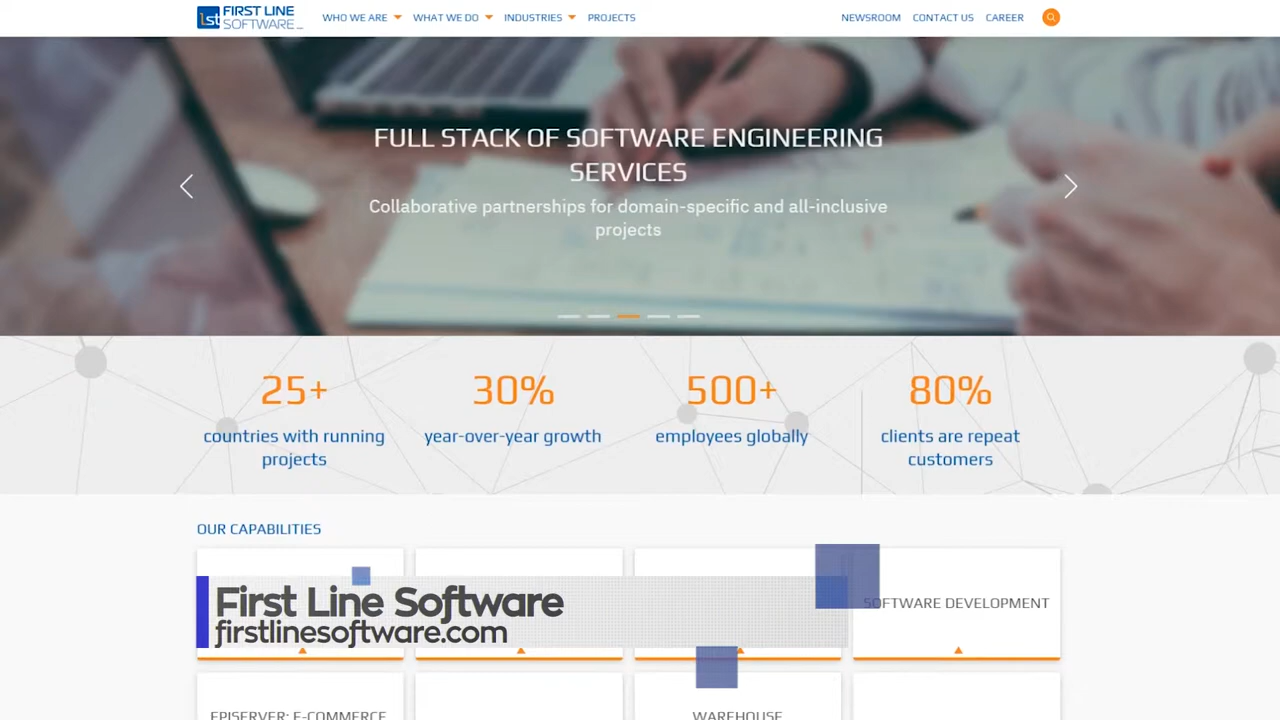 1st FIRST LINE
SOFTWARE_
WHO WE ARE
WHAT WE DO
INDUSTRIES
PROJECTS
NEWSROOM
CONTACT US
CAREER
FULL STACK OF SOFTWARE ENGINEERING
SERVICES
Collaborative partnerships for domain-specific and all-inclusive
projects
25+
countries with running
projects
30%
year-over-year growth
500+
employees globally
80%
clients are repeat
customers
OUR CAPABILITIES
SOFTWARE DEVELOPMENT
First Line Software
firstlinesoftware.com
EPISERVER: E-COMMERCE
WAREHOUSE